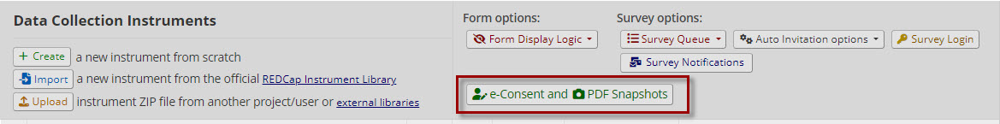 Data Collection Instruments
Create a new instrument from scratch
Import a new instrument from the official REDCap Instrument Library
Upload instrument ZIP file from another project/user or external libraries
Form options:
Form Display Logic
Survey options:
Survey Queue Auto Invitation options Survey Login
Survey Notifications
e-Consent and PDF Snapshots